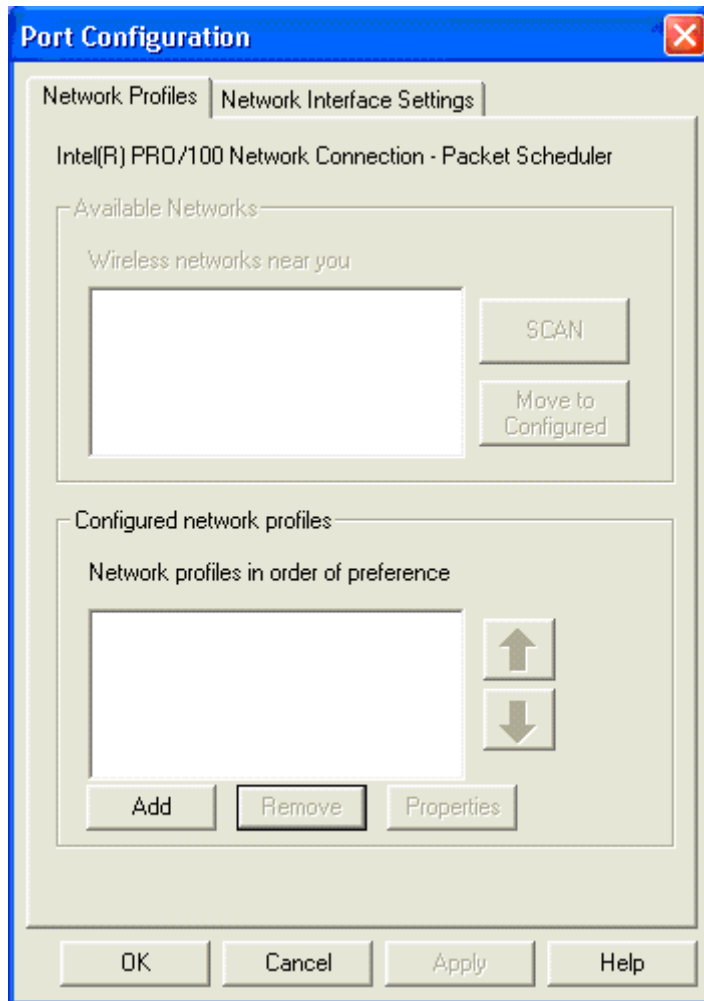 Port Configuration
Network Profiles
Network Interface Settings
Intel(R) PRO/100 Network Connection - Packet Scheduler
Available Networks
Wireless networks near you
SCAN
Move to
Configured
Configured network profiles
Network profiles in order of preference
Add
Remove
Properties
OK
Cancel
Apply
Help